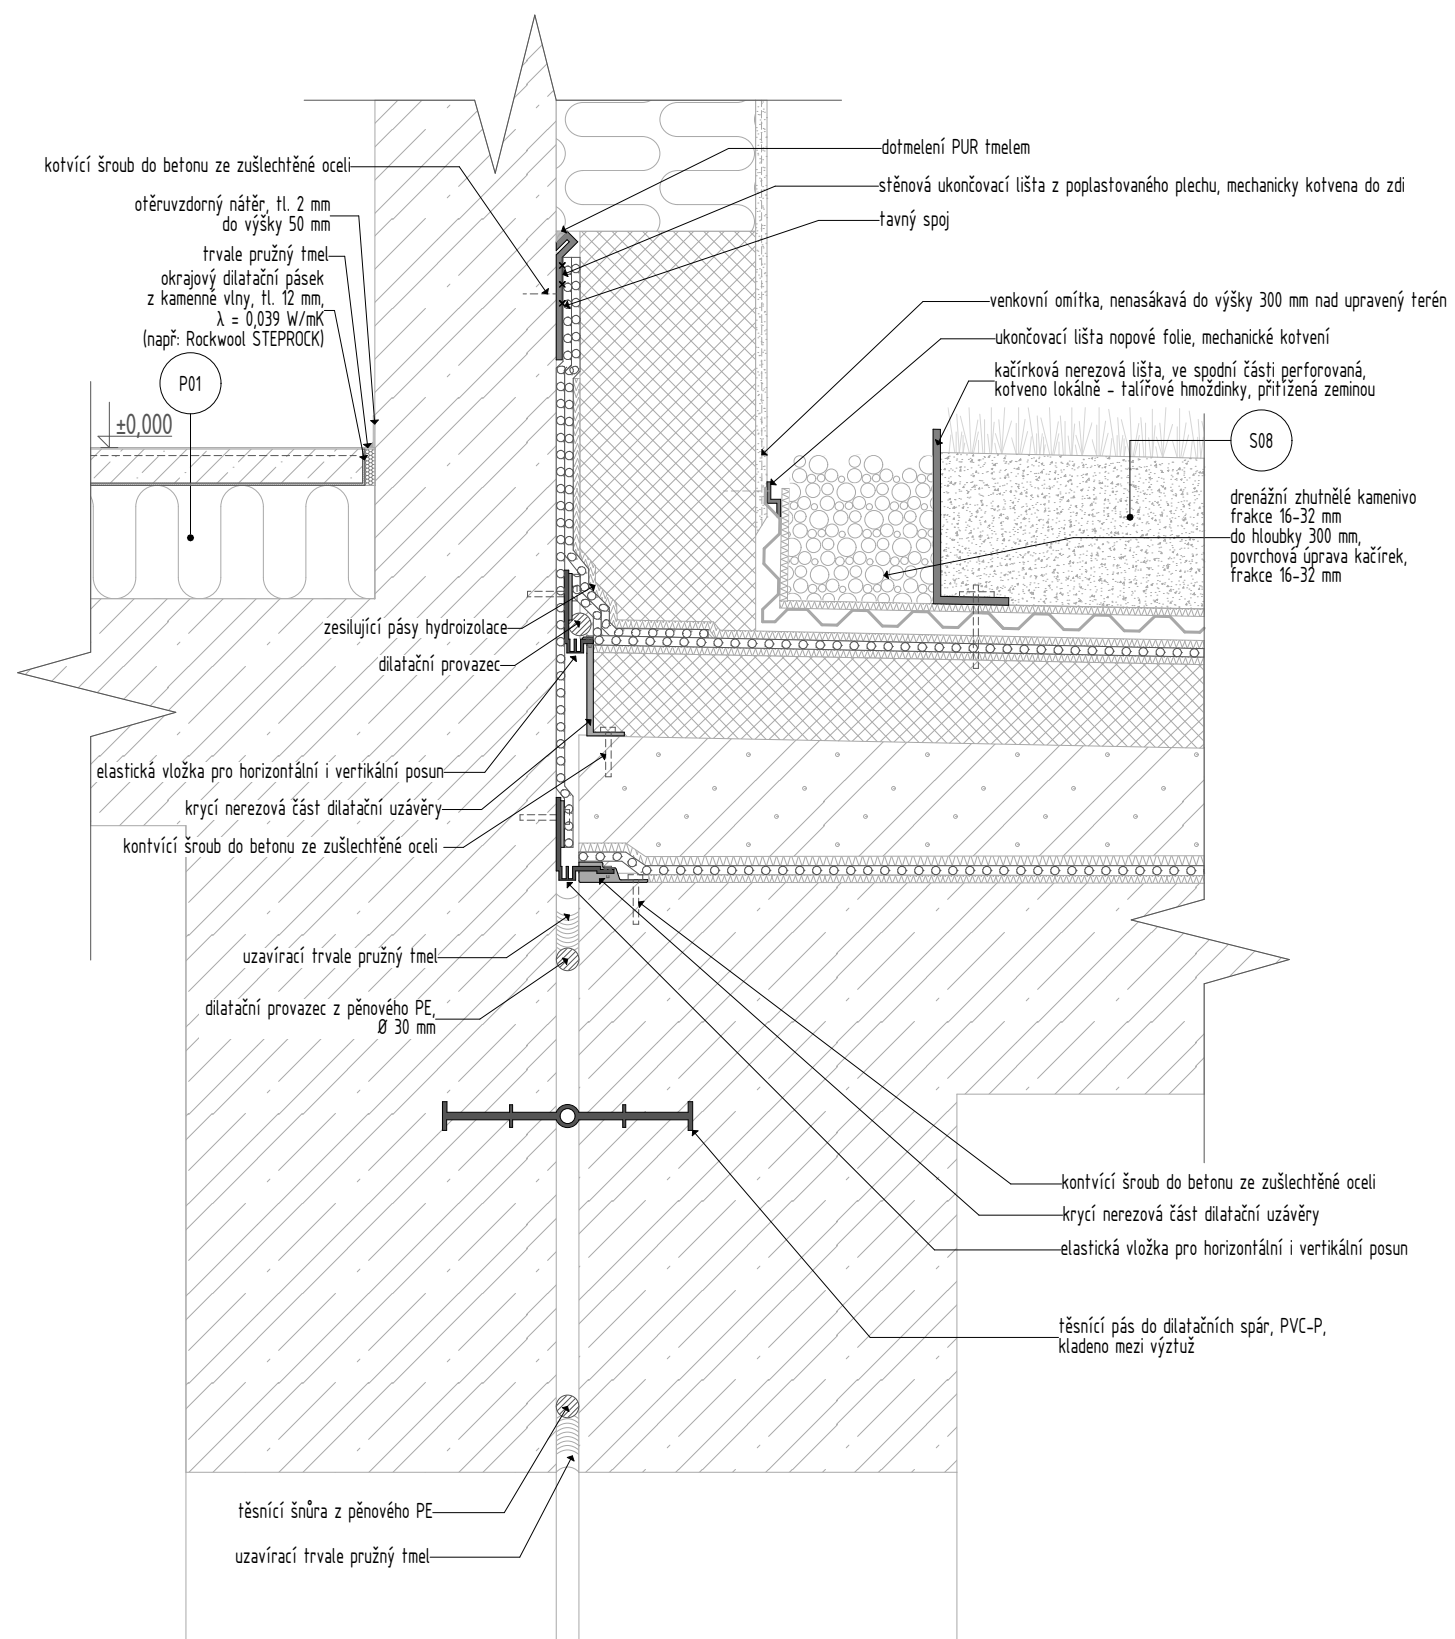 kotvící šroub do betonu ze zušlechtěné oceli
otěruvzdorný nátěr, tl. 2 mm
do výšky 50 mm
trvale pružný tmel
okrajový dilatační pásek
z kamenné vlny, tl. 12 mm,
λ = 0,039 W/mK
(např: Rockwool STEPROCK)
P01
±0,000
dotmelení PUR tmelem
stěnová ukončovací lišta z poplastovaného plechu, mechanicky kotvena do zdi
tavný spoj
venkovní omítka, nenasákavá do výšky 300 mm nad upravený terén
ukončovací lišta nopové folie, mechanické kotvení
kačírková nerezová lišta, ve spodní části perforovaná,
kotveno lokálně - talířové hmoždinky, přitížená zeminou
S08
drenážní zhutnělé kamenivo
frakce 16-32 mm
do hloubky 300 mm,
povrchová úprava kačírek,
frakce 16-32 mm
zesilující pásy hydroizolace
dilatační provazec
elastická vložka pro horizontální i vertikální posun
krycí nerezová část dilatační uzávěry
kontvící šroub do betonu ze zušlechtěné oceli
uzavírací trvale pružný tmel
dilatační provazec z pěnového PE,
Ø 30 mm
kontvící šroub do betonu ze zušlechtěné oceli
krycí nerezová část dilatační uzávěry
elastická vložka pro horizontální i vertikální posun
těsnící pás do dilatačních spár, PVC-P,
kladeno mezi výztuž
těsnící šnůra z pěnového PE
uzavírací trvale pružný tmel